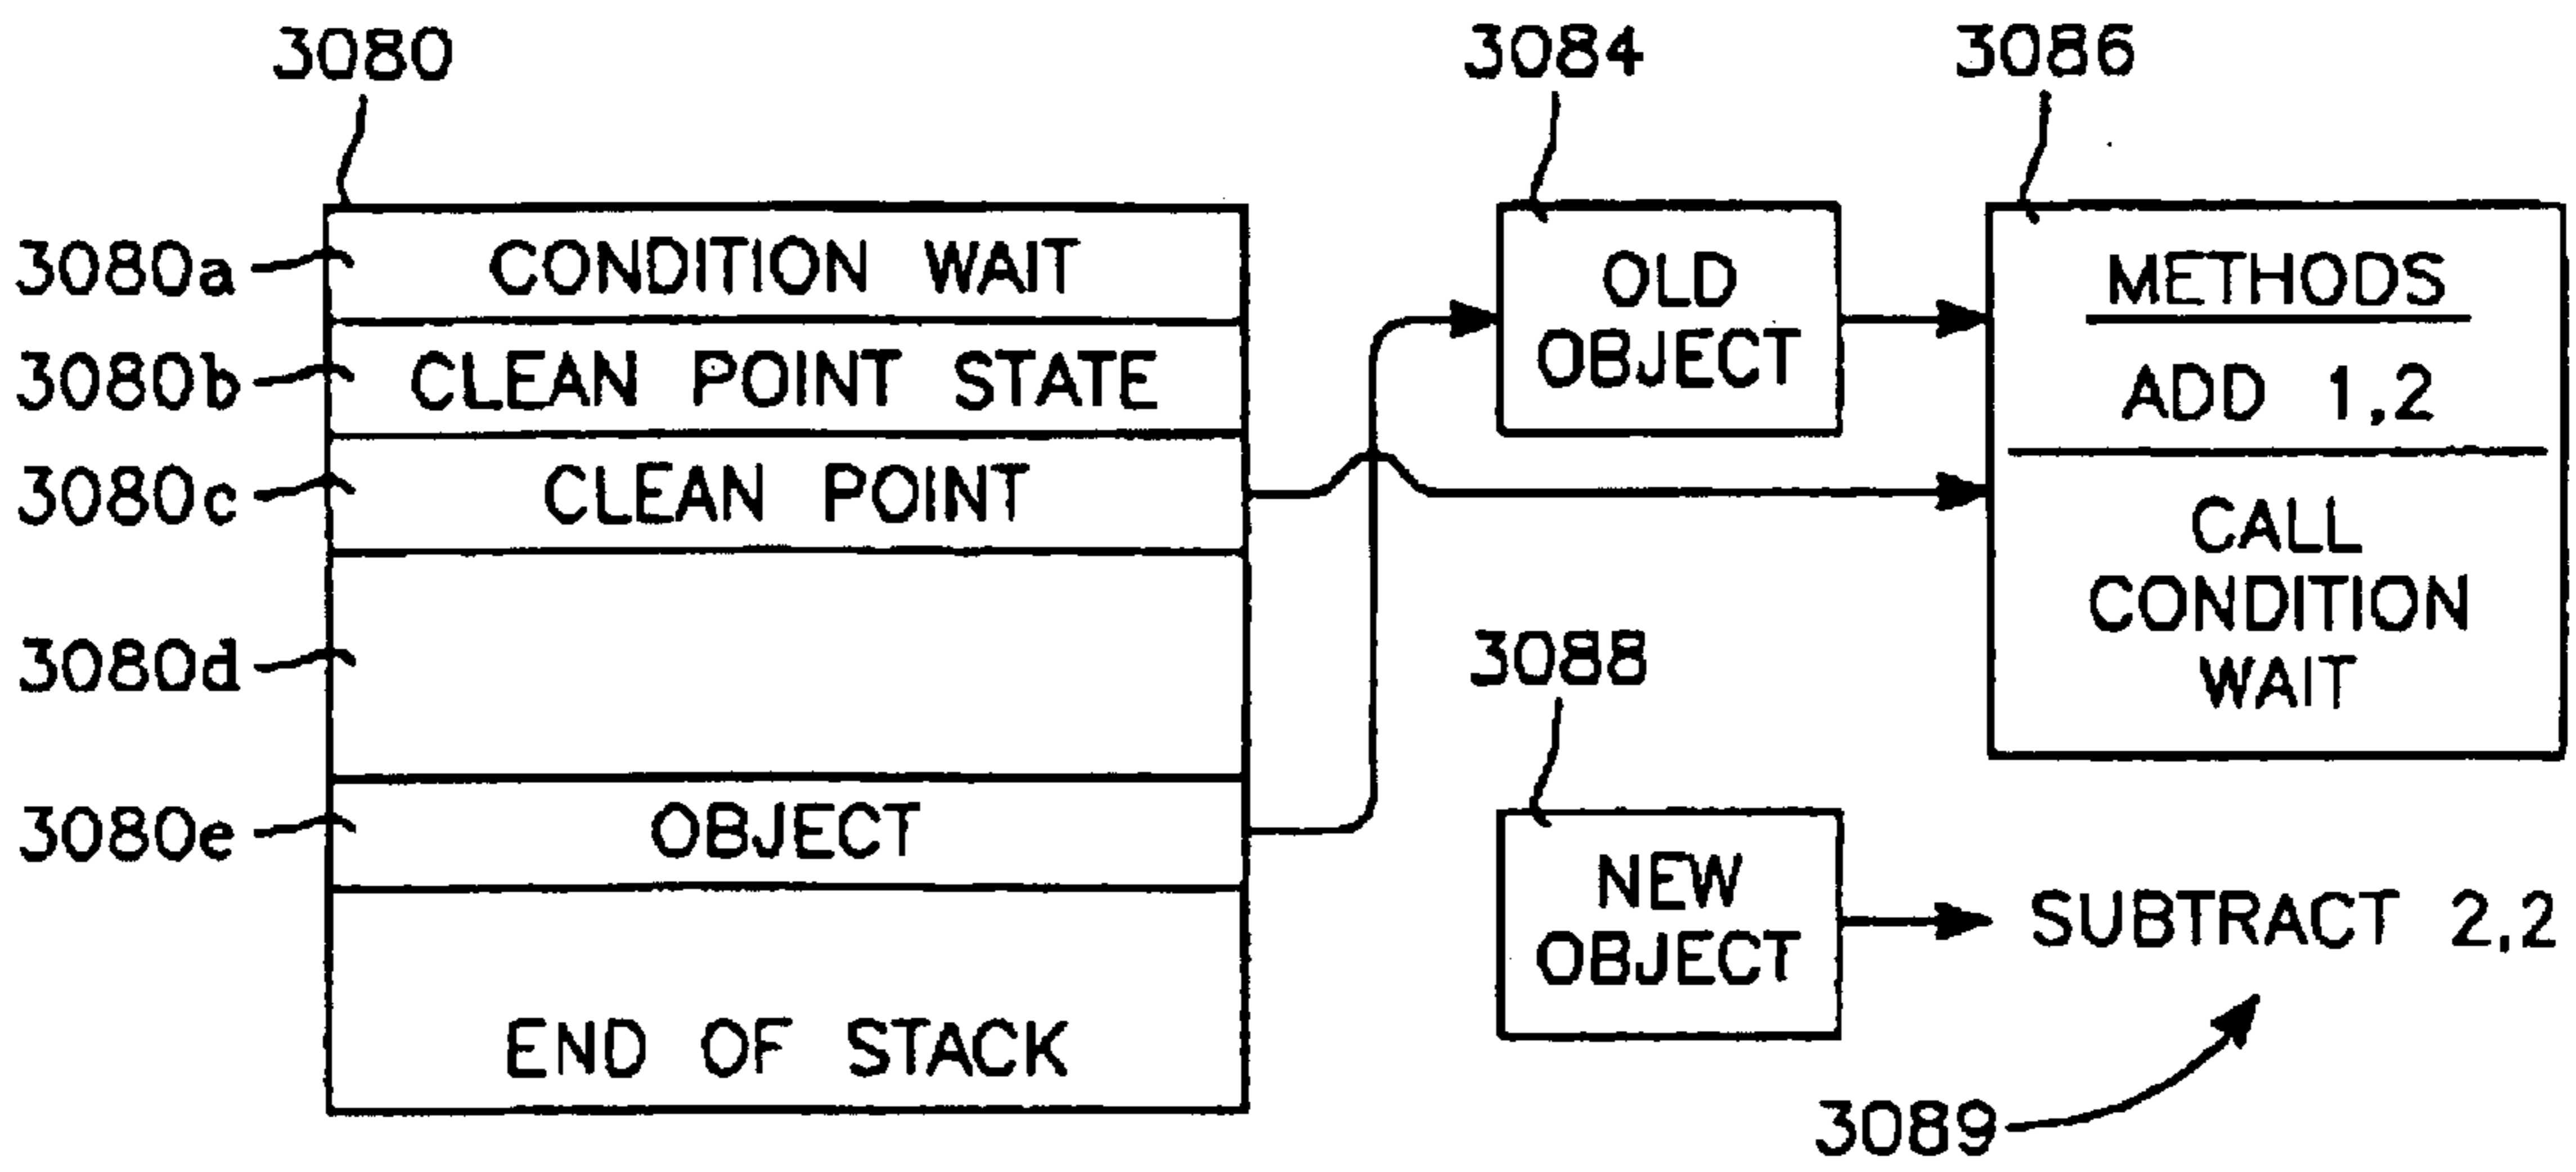 3080
3084
3086
3080a
CONDITION WAIT
3080b
CLEAN POINT STATE
3080c
CLEAN POINT
3080d
3080e
OBJECT
END OF STACK
OLD
OBJECT
METHODS
ADD 1,2
CALL
CONDITION
WAIT
3088
NEW
OBJECT
SUBTRACT 2,2
3089